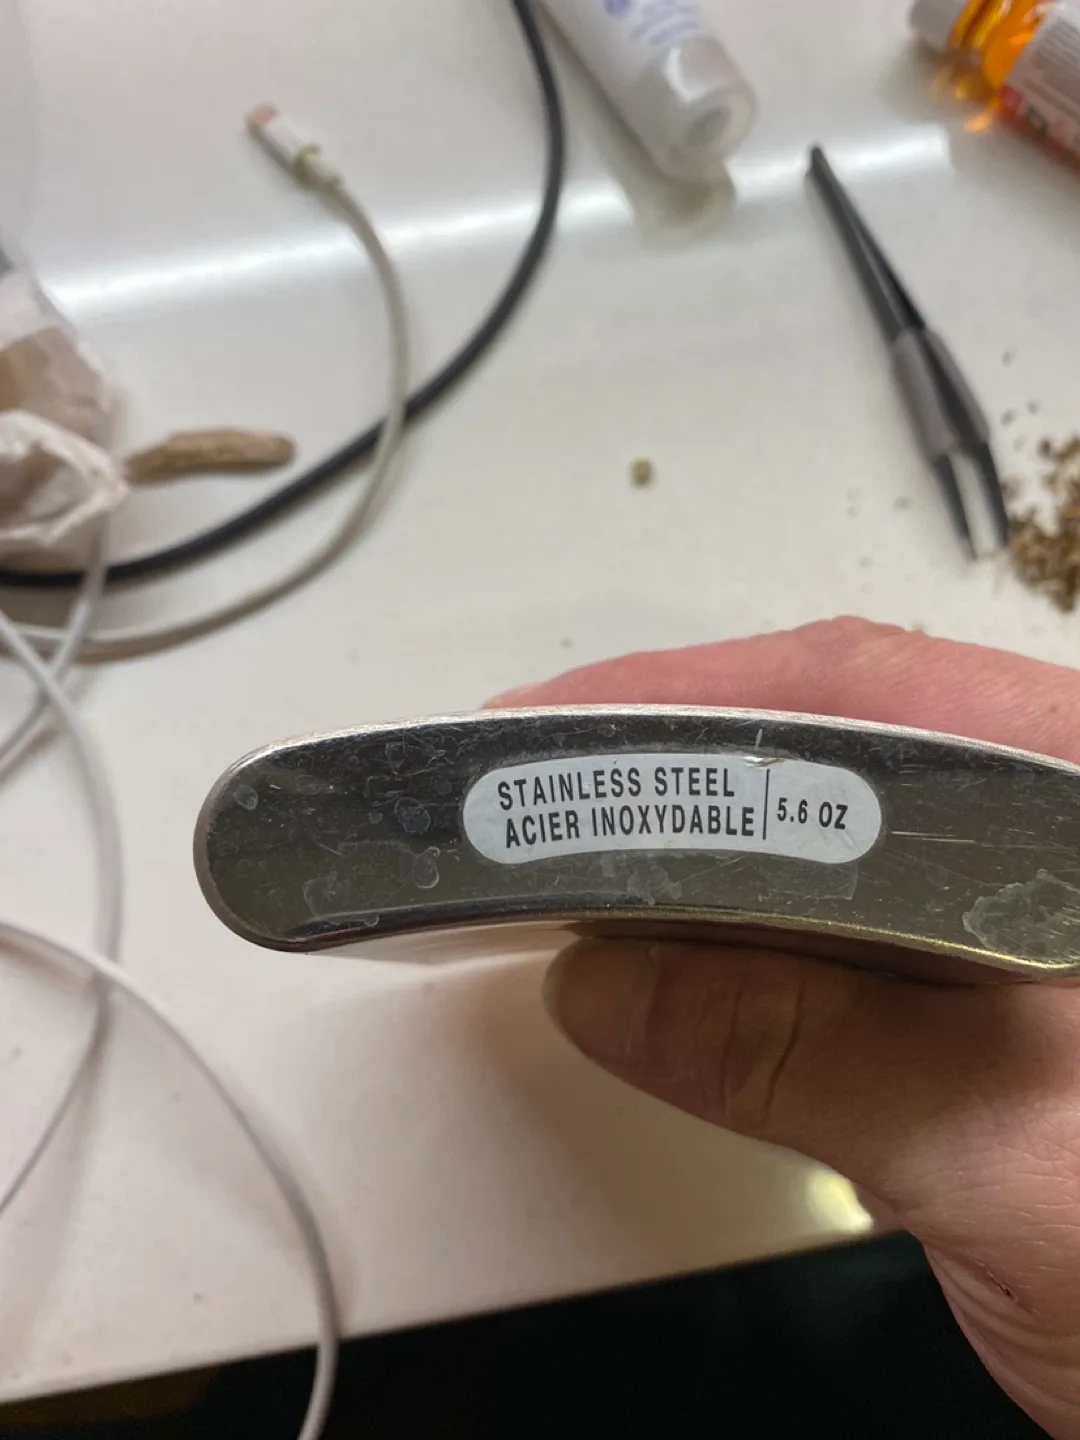 STAINLESS STEEL
ACIER INOXYDABLE
5.6 OZ